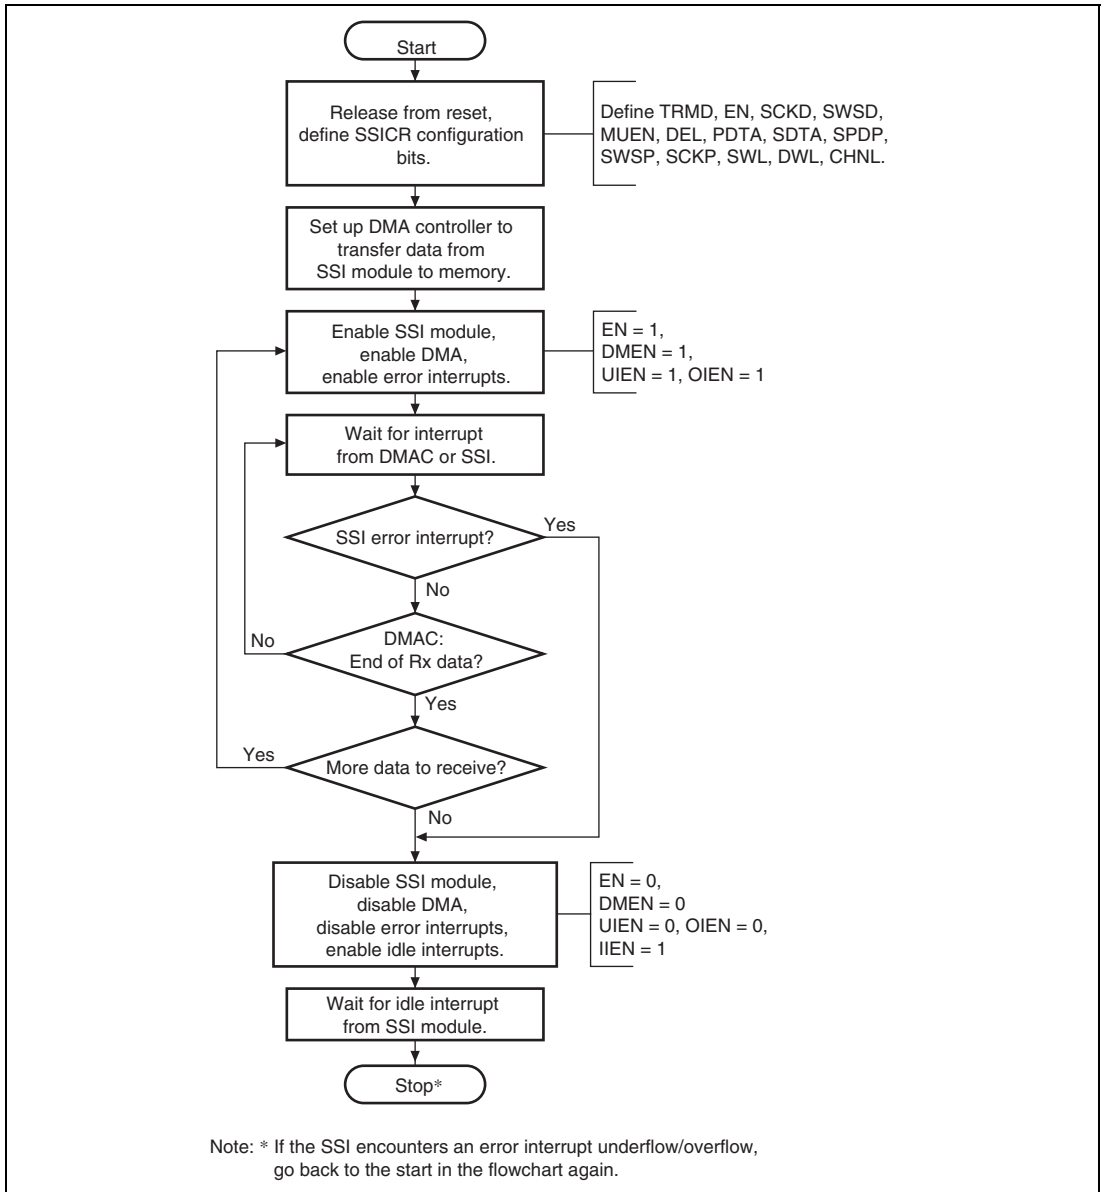 Start
Release from reset,
define SSICR configuration
bits.
Define TRMD, EN, SCKD, SWSD,
MUEN, DEL, PDTA, SDTA, SPDP,
SWSP, SCKP, SWL, DWL, CHNL.
Set up DMA controller to
transfer data from
SSI module to memory.
Enable SSI module,
enable DMA,
enable error interrupts.
EN = 1,
DMEN = 1,
UIEN = 1, OIEN = 1
Wait for interrupt
from DMAC or SSI.
SSI error interrupt?
Yes
No
DMAC:
End of Rx data?
No
Yes
More data to receive?
Yes
No
Disable SSI module,
disable DMA,
disable error interrupts,
enable idle interrupts.
EN = 0,
DMEN = 0
UIEN = 0, OIEN = 0,
IIEN = 1
Wait for idle interrupt
from SSI module.
Stop*
Note: * If the SSI encounters an error interrupt underflow/overflow,
go back to the start in the flowchart again.